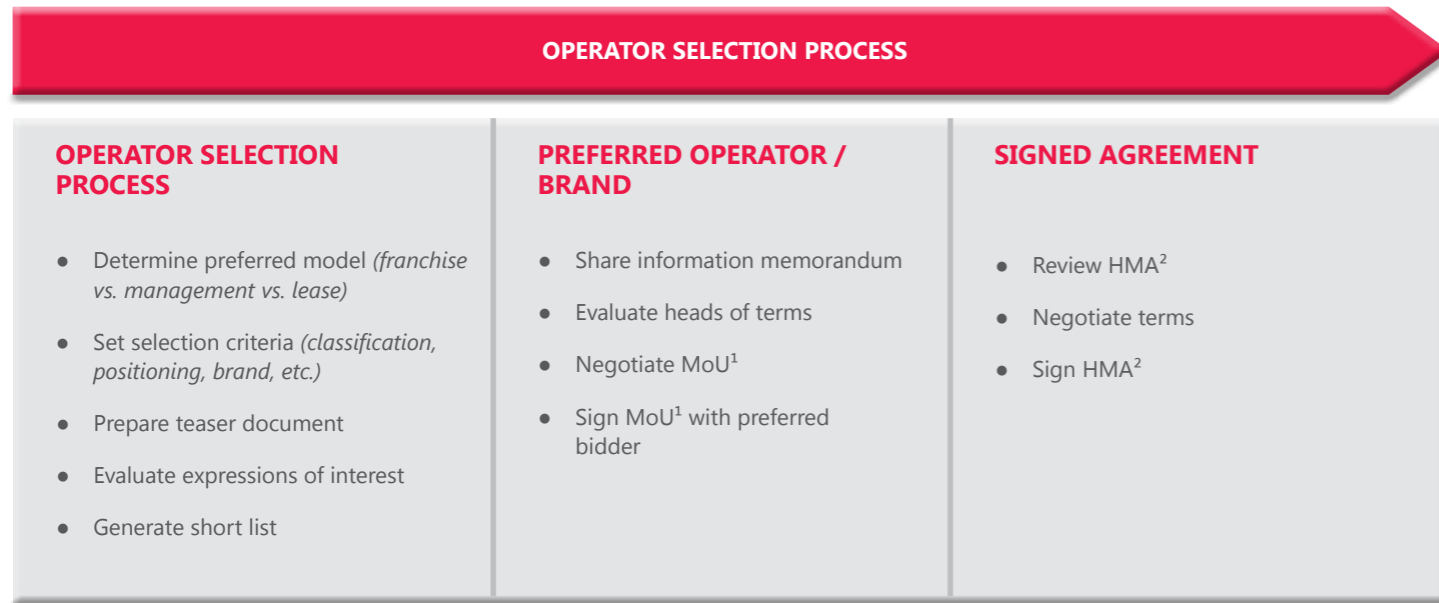 OPERATOR SELECTION PROCESS
OPERATOR SELECTION
PROCESS
● Determine preferred model (franchise
vs. management vs. lease)
● Set selection criteria (classification,
positioning, brand, etc.)
● Prepare teaser document
● Evaluate expressions of interest
● Generate short list
PREFERRED OPERATOR /
BRAND
● Share information memorandum
● Evaluate heads of terms
● Negotiate MoU¹
● Sign MoU¹ with preferred
bidder
SIGNED AGREEMENT
● Review HMA²
● Negotiate terms
● Sign HMA²